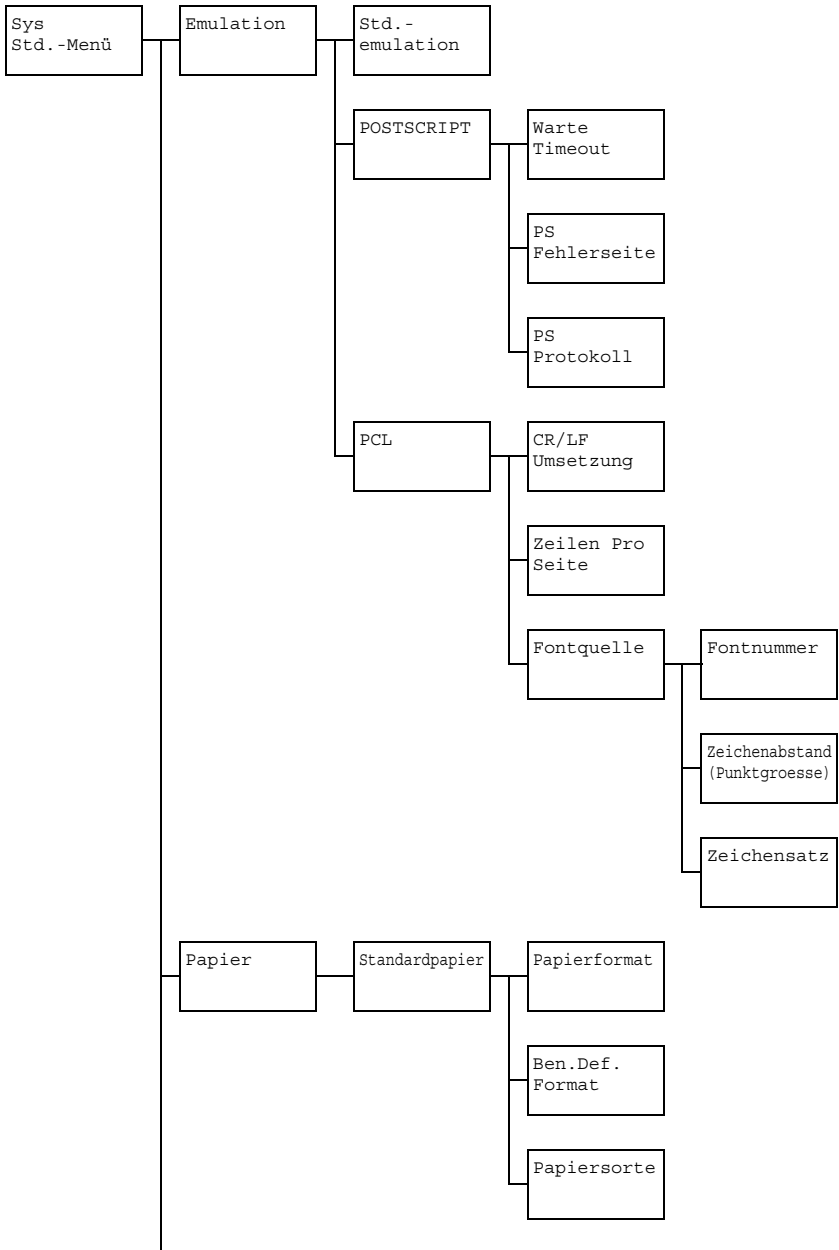 Sys
Std.-Menü
Emulation
Std.-
emulation
POSTSCRIPT
Warte
Timeout
PS
Fehlerseite
PS
Protokoll
PCL
CR/LF
Umsetzung
Zeilen Pro
Seite
Fontquelle
Fontnummer
Zeichenabstand
(Punktgroesse)
Zeichensatz
Papier
Standardpapier
Papierformat
Ben.Def.
Format
Papiersorte